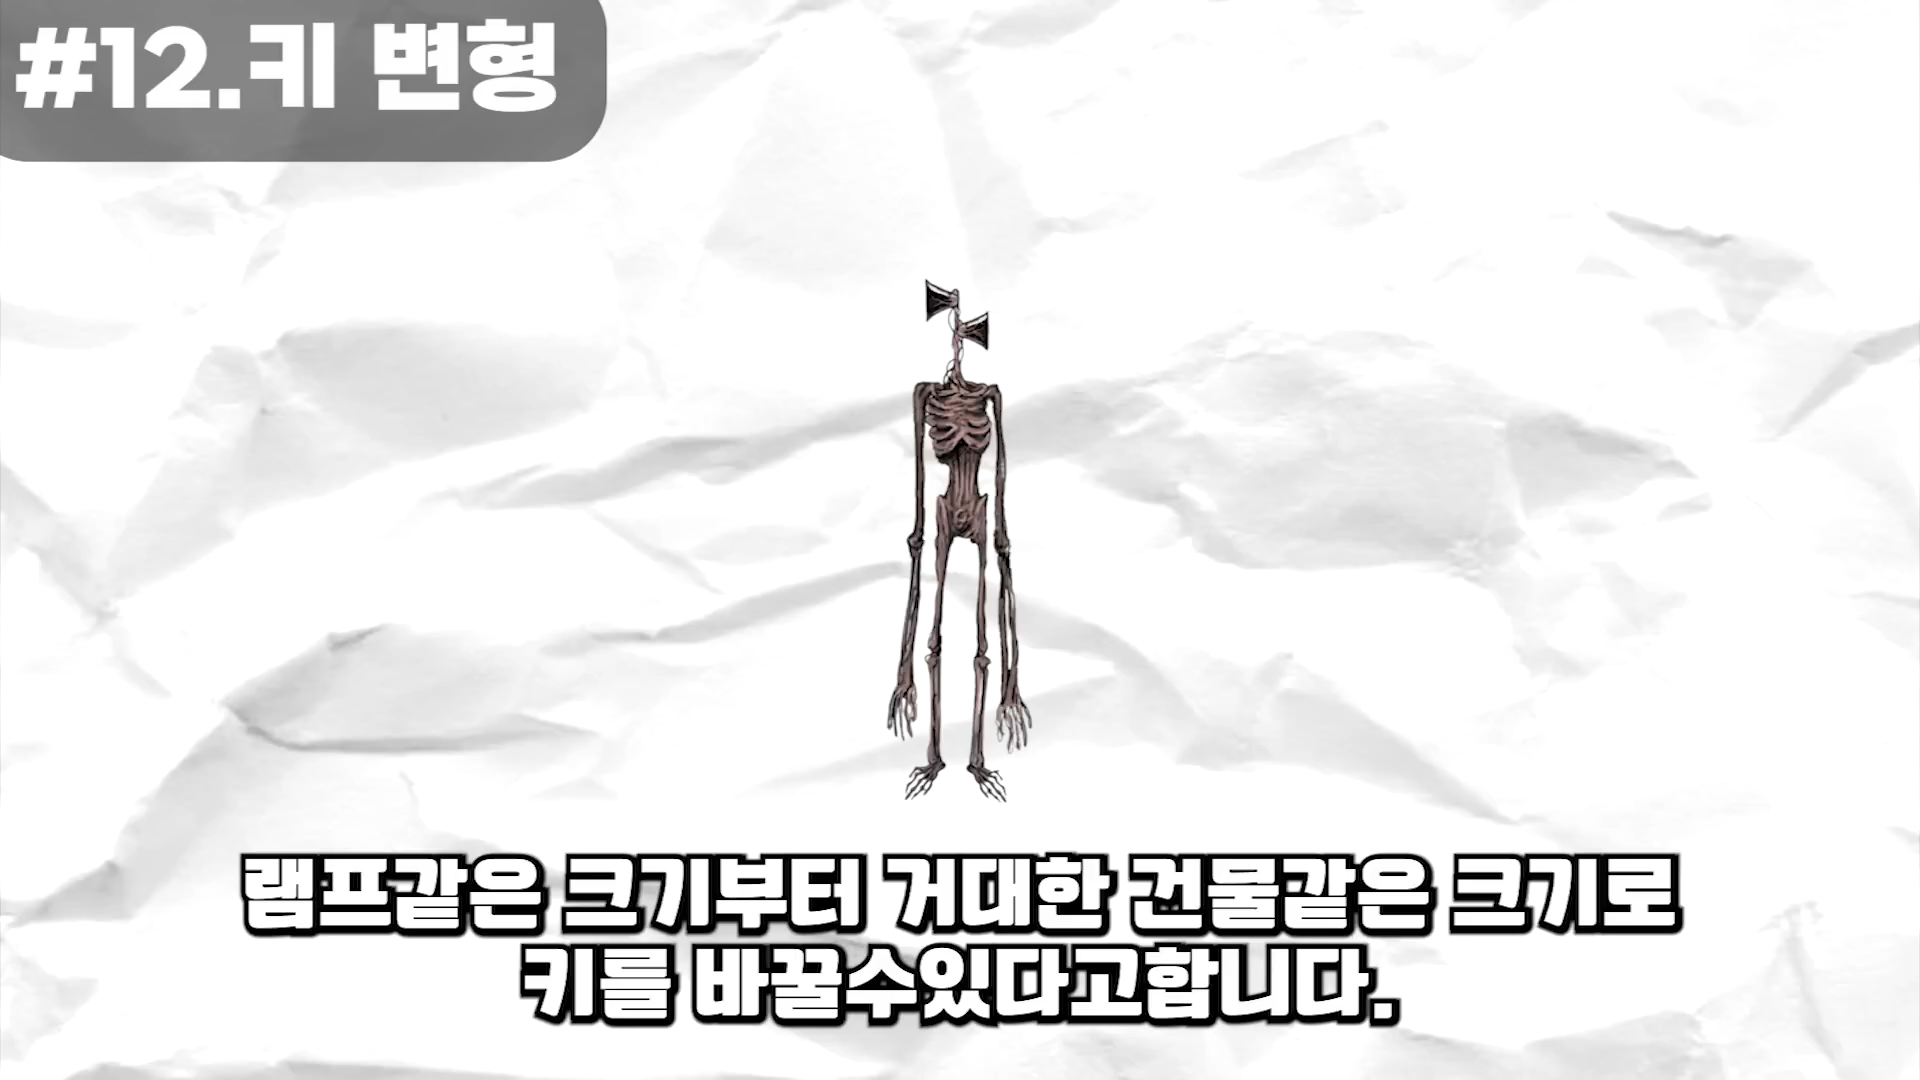 #12.키 변형
램프같은 크기부터 거대한 건물같은 크기로
키를 바꿀수있다고합니다.